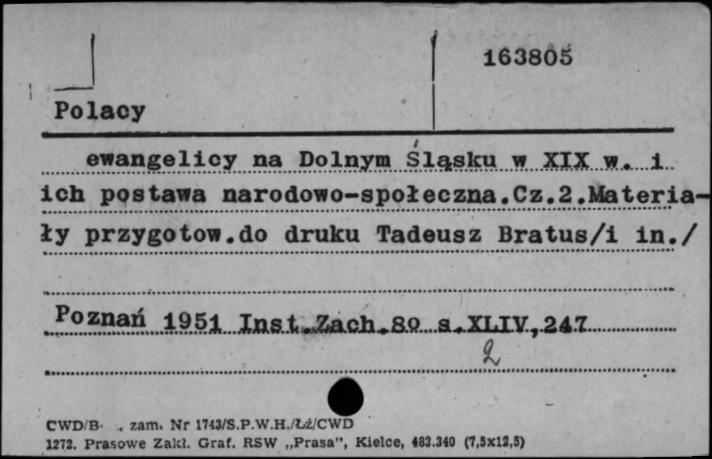 163805
Polacy
ewangelicy na Dolnym Śląsku w XIX w. i
ich postawa narodowo-społeczna.Cz.2.Materia-
ły przygotow.do druku Tadeusz Bratus/i in./
Poznań 1951 Inst.Zach.8o s.XLIV,247
2
CWD/B- ., zam. Nr 1743/S.P.W.H./Łż/CWD
1272. Prasowe Zakł. Graf. RSW „Prasa”, Kielce, 483.340 (7,5x12,5)